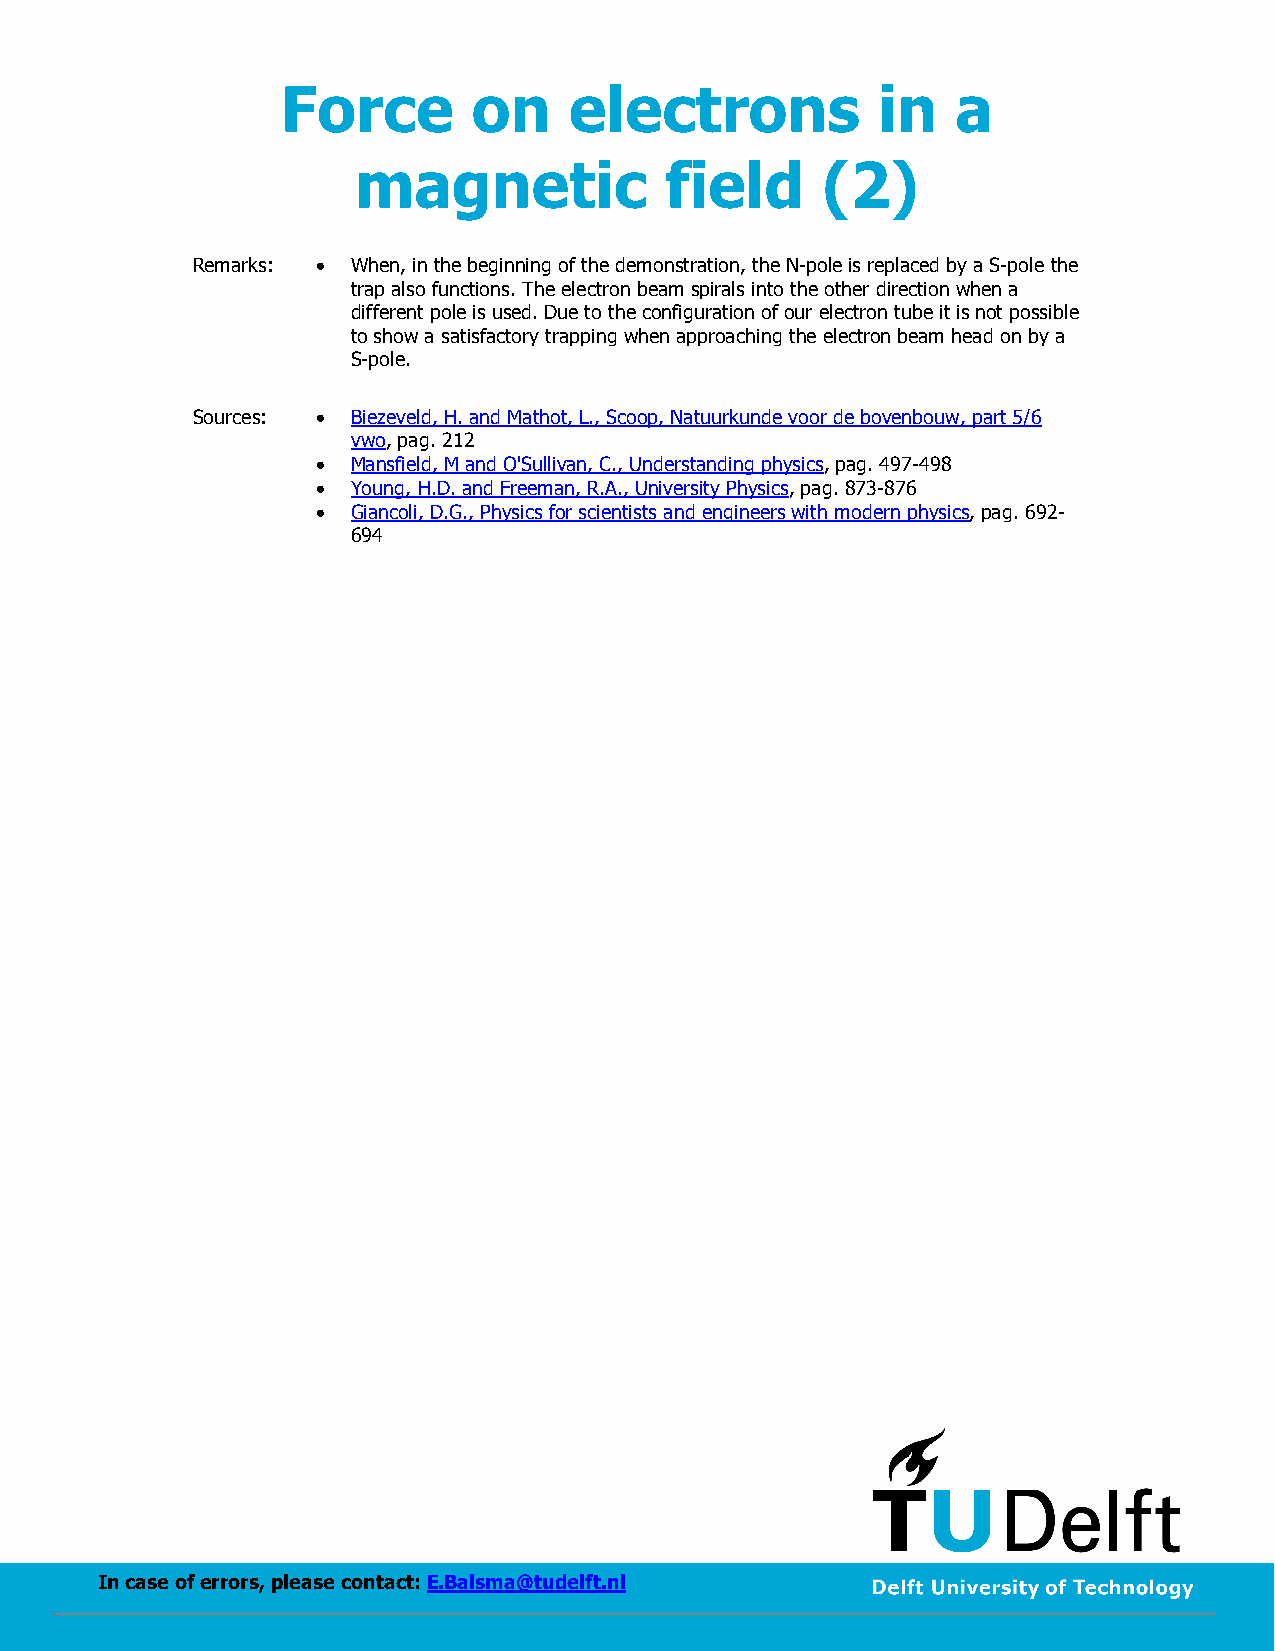 Force on electrons in a
magnetic field (2)
Remarks: • When, in the beginning of the demonstration, the N-pole is replaced by a S-pole the
trap also functions. The electron beam spirals into the other direction when a
different pole is used. Due to the configuration of our electron tube it is not possible
to show a satisfactory trapping when approaching the electron beam head on by a
S-pole.
Sources: • Biezeveld, H. and Mathot, L., Scoop, Natuurkunde voor de bovenbouw, part 5/6
vwo, pag. 212
• Mansfield, M and O'Sullivan, C., Understanding physics, pag. 497-498
• Young, H.D. and Freeman, R.A., University Physics, pag. 873-876
• Giancoli, D.G., Physics for scientists and engineers with modern physics, pag. 692-
694
TUDelft
In case of errors, please contact: E.Balsma@tudelft.nl
Delft University of Technology